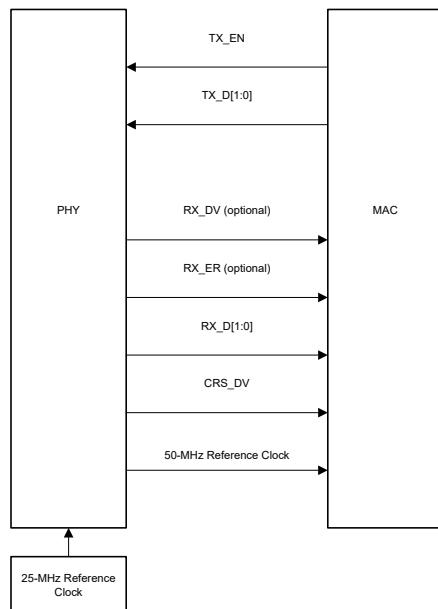 TX_EN
TX_D[1:0]
PHY
RX_DV (optional)
MAC
RX_ER (optional)
RX_D[1:0]
CRS_DV
50-MHz Reference Clock
25-MHz Reference
Clock